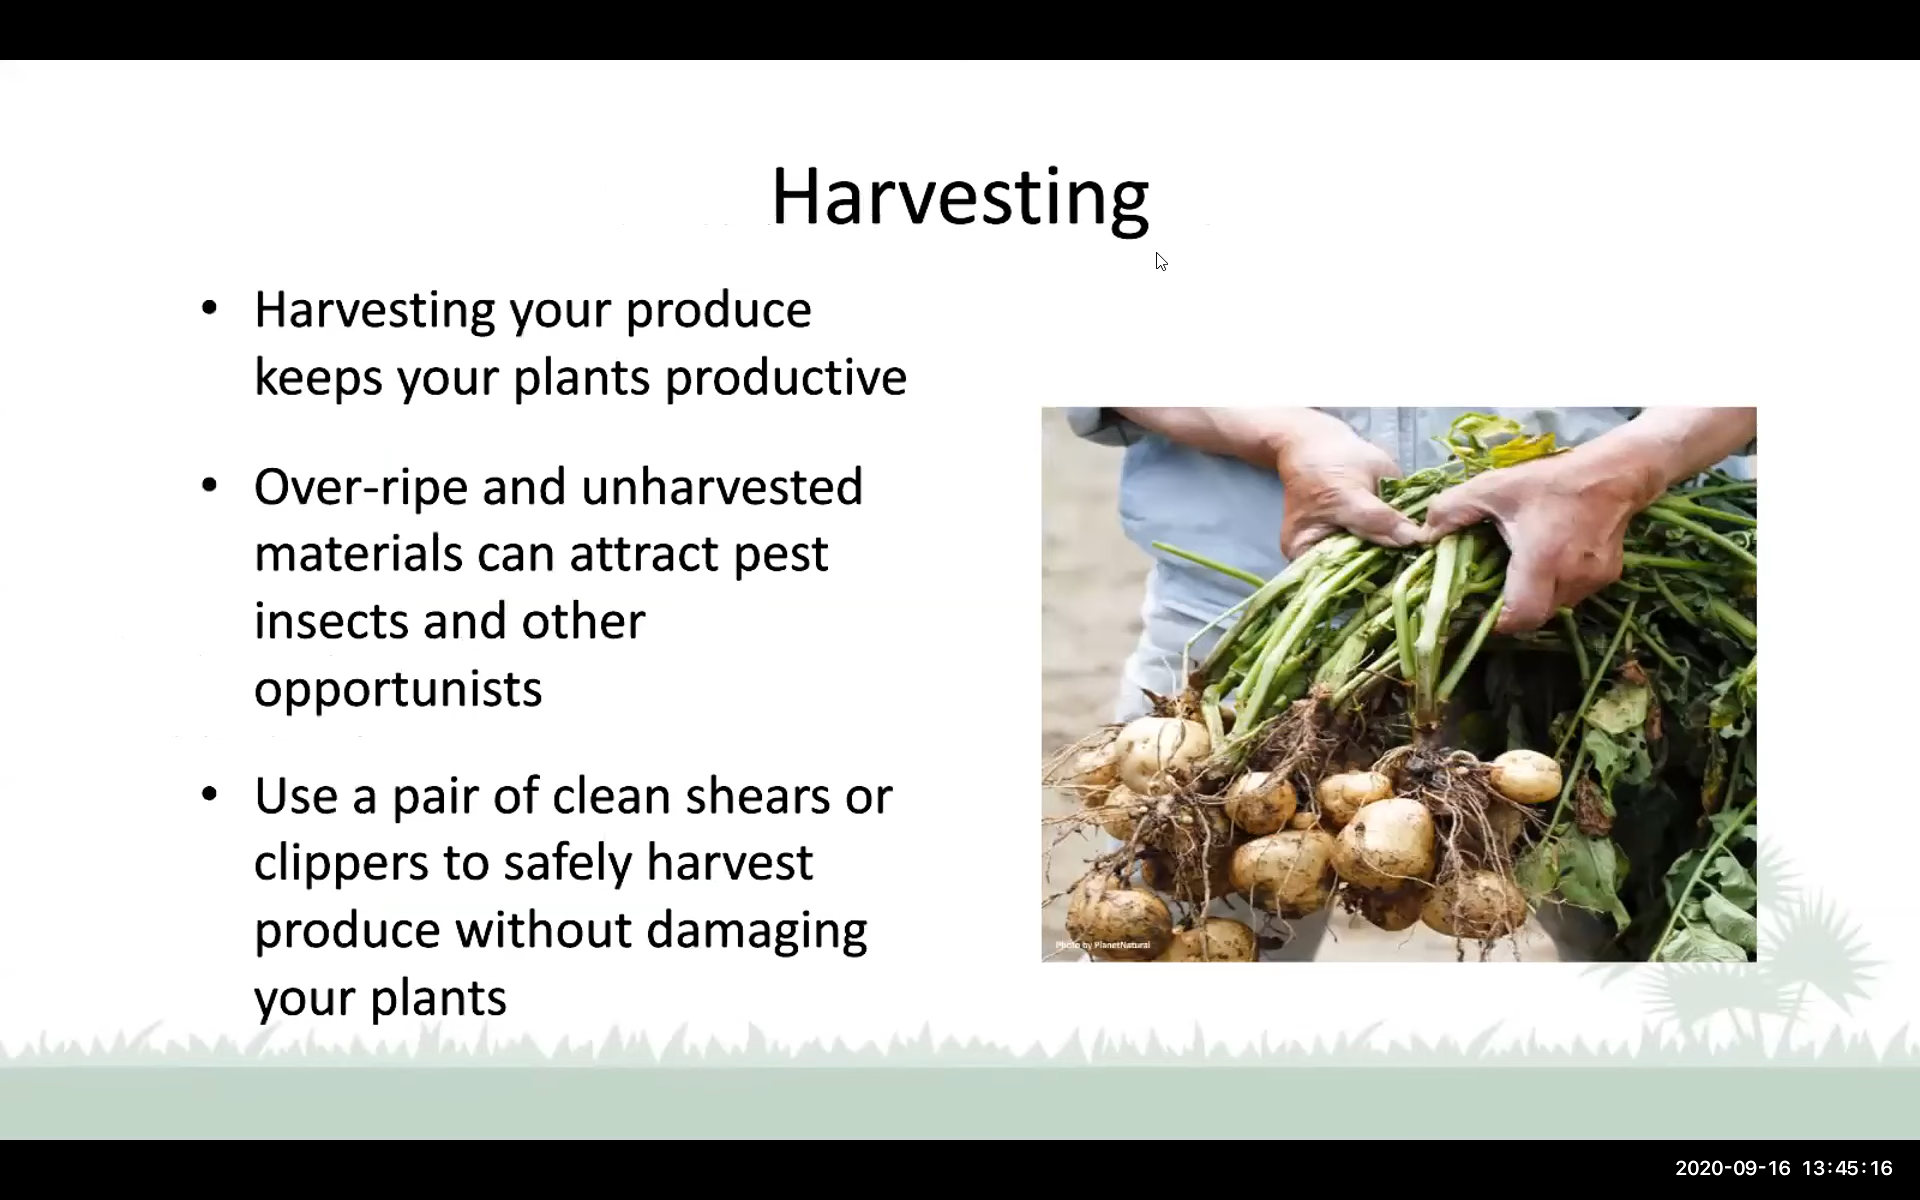 Harvesting
• Harvesting your produce
keeps your plants productive
• Over-ripe and unharvested
materials can attract pest
insects and other
opportunists
• Use a pair of clean shears or
clippers to safely harvest
produce without damaging
your plants
Photo by PlanetNatural
2020-09-16 13:45:16